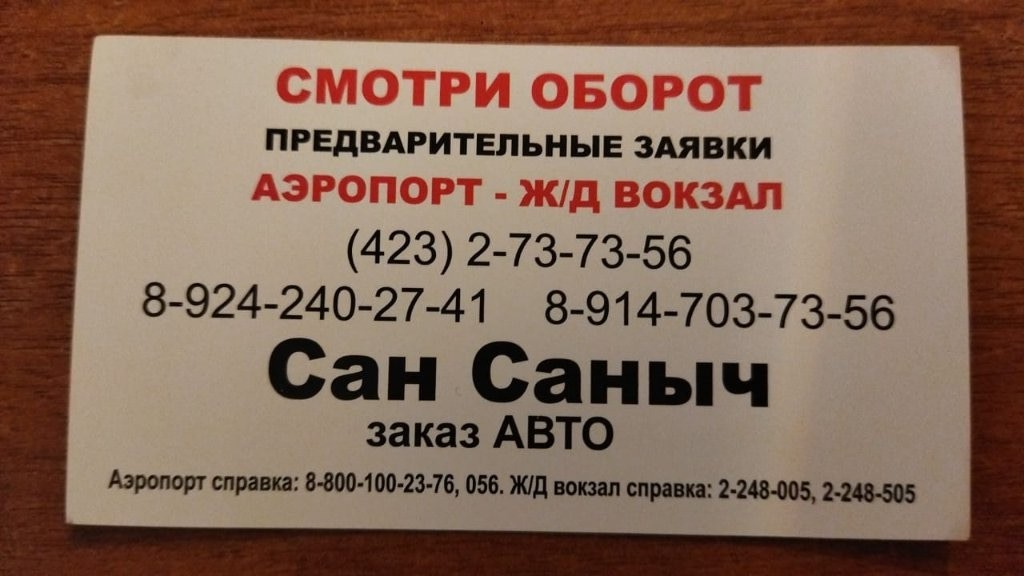 СМОТРИ ОБОРОТ
ПРЕДВАРИТЕЛЬНЫЕ ЗАЯВКИ
АЭРОПОРТ - Ж/Д ВОКЗАЛ
(423) 2-73-73-56
8-924-240-27-41 8-914-703-73-56
Сан Саныч
заказ АВТО
Аэропорт справка: 8-800-100-23-76, 056. Ж/Д вокзал справка: 2-248-005, 2-248-505